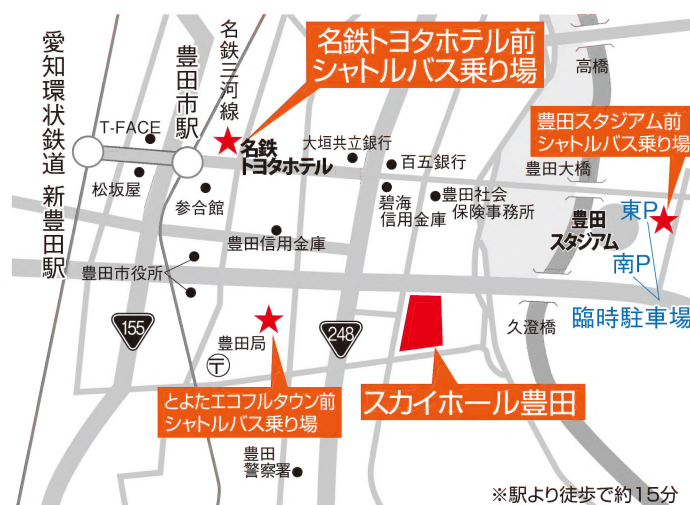 愛知環状鉄道 新豊田駅
豊田市駅
名鉄三河線
名鉄トヨタホテル前
シャトルバス乗り場
高橋
豊田スタジアム前
シャトルバス乗り場
T-FACE
松坂屋
名鉄
トヨタホテル
大垣共立銀行
百五銀行
豊田大橋
参合館
碧海
信用金庫
豊田社会
保険事務所
豊田
スタジアム
東P
南P
臨時駐車場
豊田信用金庫
豊田市役所
155
248
豊田局
〒
久澄橋
とよたエコフルタウン前
シャトルバス乗り場
スカイホール豊田
豊田
警察署
※駅より徒歩で約15分